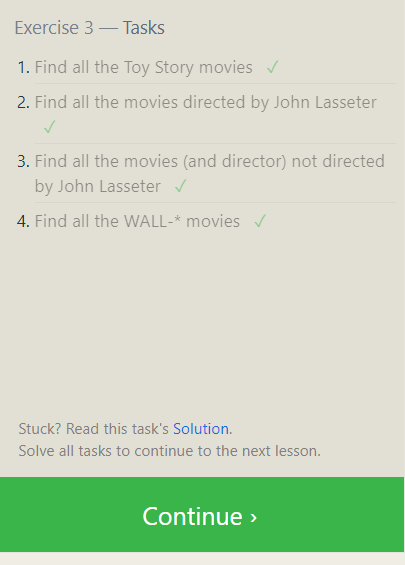 Exercise 3 — Tasks
1. Find all the Toy Story movies ✓
2. Find all the movies directed by John Lasseter
✓
3. Find all the movies (and director) not directed
by John Lasseter ✓
4. Find all the WALL-* movies ✓
Stuck? Read this task's Solution.
Solve all tasks to continue to the next lesson.
Continue ›